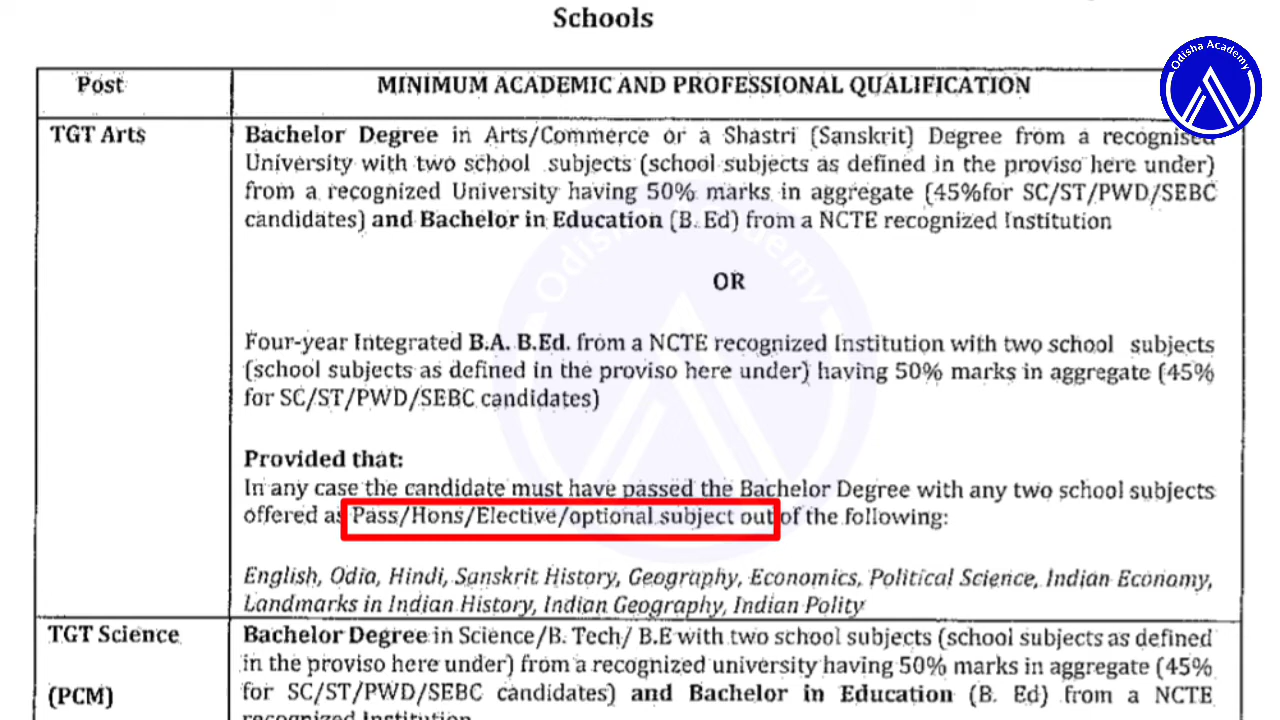 Schools
Odisha Academy
Post
MINIMUM ACADEMIC AND PROFESSIONAL QUALIFICATION
TGT Arts
Bachelor Degree in Arts/Commerce or a Shastri (Sanskrit) Degree from a recognised
University with two school subjects (school subjects as defined in the proviso here under)
from a recognized University having 50% marks in aggregate (45%for SC/ST/PWD/SEBC
candidates) and Bachelor in Education (B. Ed) from a NCTE recognized Institution
OR
Four-year Integrated B.A. B.Ed. from a NCTE recognized Institution with two school subjects
(school subjects as defined in the proviso here under) having 50% marks in aggregate (45%
for SC/ST/PWD/SEBC candidates)
Provided that:
In any case the candidate must have passed the Bachelor Degree with any two school subjects
offered as Pass/Hons/Elective/optional subject out of the following:
English, Odia, Hindi, Sanskrit History, Geography, Economics, Political Science, Indian Economy,
Landmarks in Indian History, Indian Geography, Indian Polity
TGT Science
(PCM)
Bachelor Degree in Science/B. Tech/ B.E with two school subjects (school subjects as defined
in the proviso here under) from a recognized university having 50% marks in aggregate (45%
for SC/ST/PWD/SEBC candidates) and Bachelor in Education (B. Ed) from a NCTE
recognized Institution
Odisha Academy